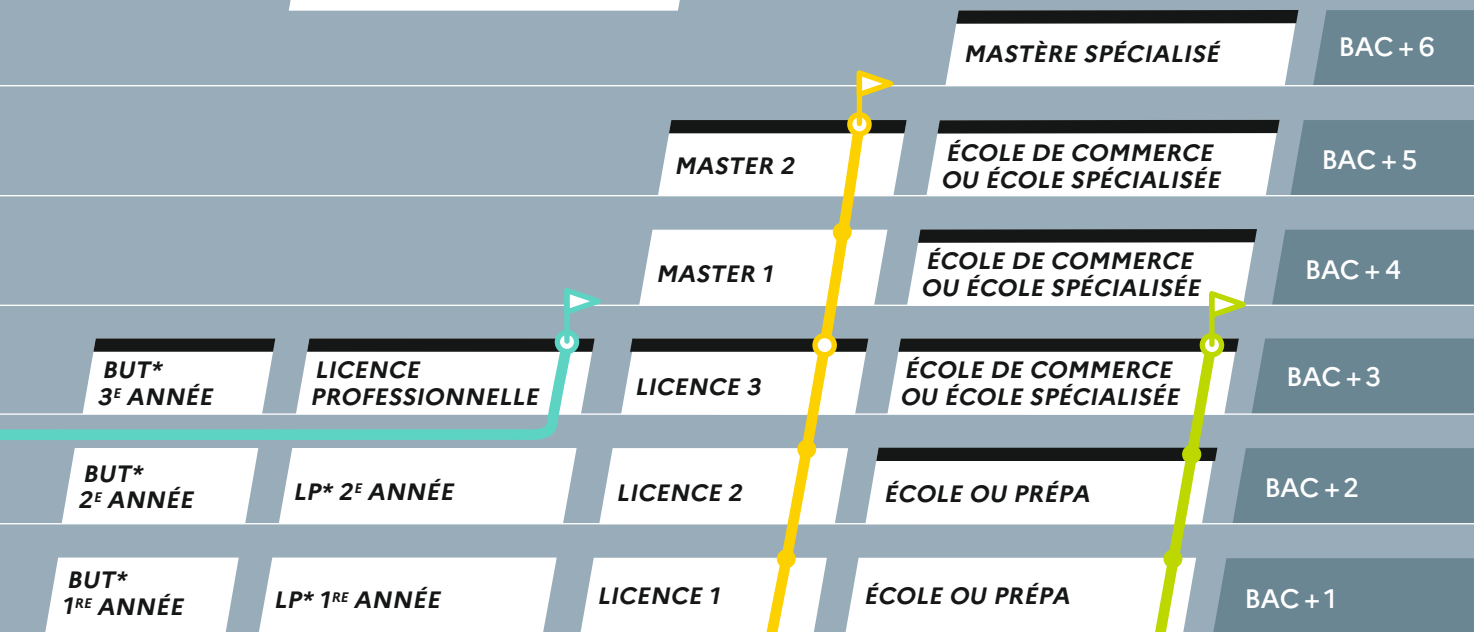 MASTÈRE SPÉCIALISÉ
BAC + 6
MASTER 2
ÉCOLE DE COMMERCE
OU ÉCOLE SPÉCIALISÉE
BAC + 5
MASTER 1
ÉCOLE DE COMMERCE
OU ÉCOLE SPÉCIALISÉE
BAC + 4
BUT*
3E ANNÉE
LICENCE
PROFESSIONNELLE
LICENCE 3
ÉCOLE DE COMMERCE
OU ÉCOLE SPÉCIALISÉE
BAC + 3
BUT*
2E ANNÉE
LP* 2E ANNÉE
LICENCE 2
ÉCOLE OU PRÉPA
BAC + 2
BUT*
1RE ANNÉE
LP* 1RE ANNÉE
LICENCE 1
ÉCOLE OU PRÉPA
BAC + 1